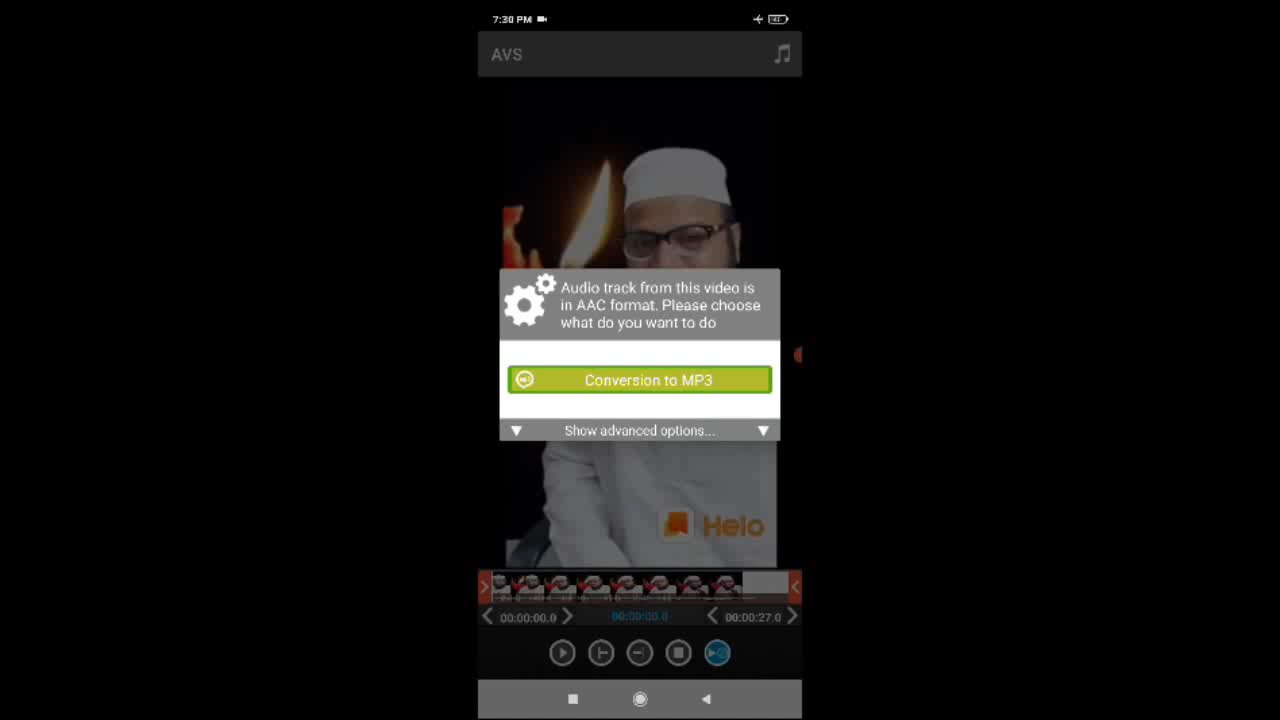 7:30 PM
AVS
Audio track from this video is
in AAC format. Please choose
what do you want to do
Conversion to MP3
Show advanced options...
Helo
00:00:00.0
00:00:00.0
00:00:27.0